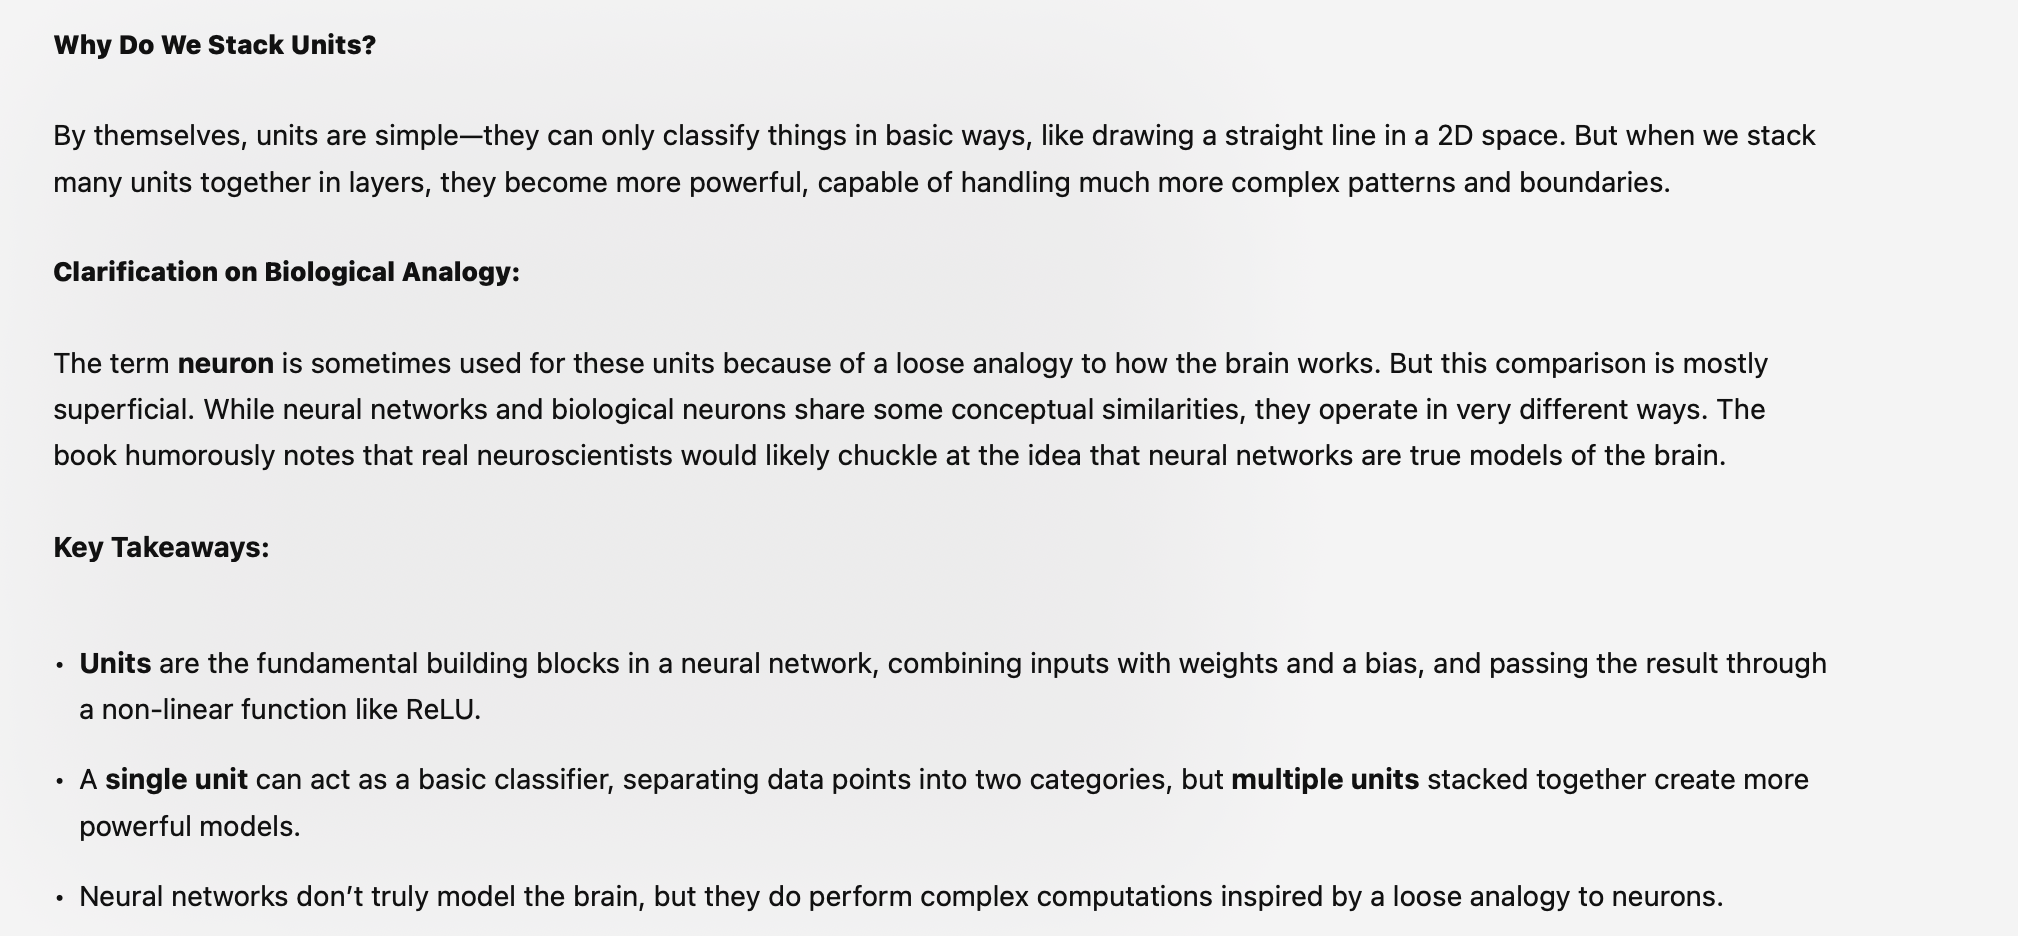 Why Do We Stack Units?
By themselves, units are simple—they can only classify things in basic ways, like drawing a straight line in a 2D space. But when we stack
many units together in layers, they become more powerful, capable of handling much more complex patterns and boundaries.
Clarification on Biological Analogy:
The term neuron is sometimes used for these units because of a loose analogy to how the brain works. But this comparison is mostly
superficial. While neural networks and biological neurons share some conceptual similarities, they operate in very different ways. The
book humorously notes that real neuroscientists would likely chuckle at the idea that neural networks are true models of the brain.
Key Takeaways:
• Units are the fundamental building blocks in a neural network, combining inputs with weights and a bias, and passing the result through
a non-linear function like ReLU.
• A single unit can act as a basic classifier, separating data points into two categories, but multiple units stacked together create more
powerful models.
• Neural networks don’t truly model the brain, but they do perform complex computations inspired by a loose analogy to neurons.